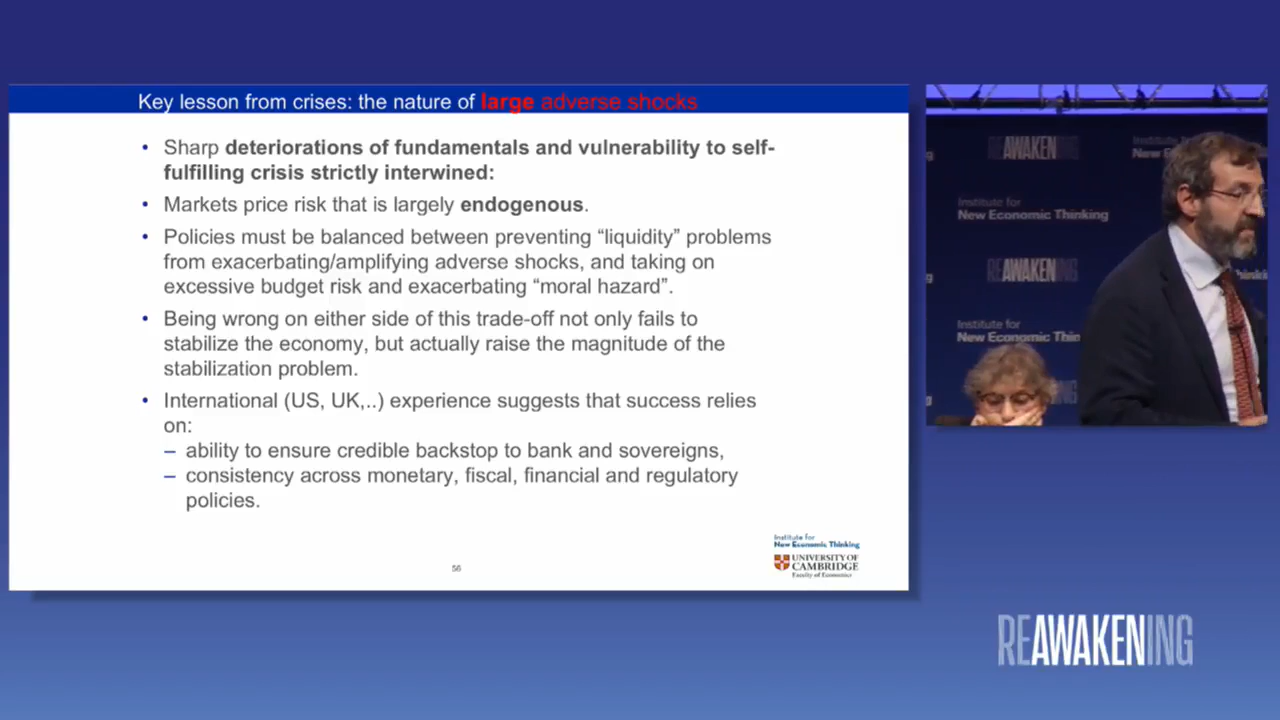 Key lesson from crises: the nature of large adverse shocks
• Sharp deteriorations of fundamentals and vulnerability to self-
fulfilling crisis strictly interwined:
• Markets price risk that is largely endogenous.
• Policies must be balanced between preventing “liquidity” problems
from exacerbating/amplifying adverse shocks, and taking on
excessive budget risk and exacerbating “moral hazard”.
• Being wrong on either side of this trade-off not only fails to
stabilize the economy, but actually raise the magnitude of the
stabilization problem.
• International (US, UK,..) experience suggests that success relies
on:
– ability to ensure credible backstop to bank and sovereigns,
– consistency across monetary, fiscal, financial and regulatory
policies.
Institute for
New Economic Thinking
UNIVERSITY OF
CAMBRIDGE
Faculty of Economics
56
REAWAKENING
Institute for
New Economic Thinking
REAWAKENING
Institute for
New Economic Thin
REAWAKENING